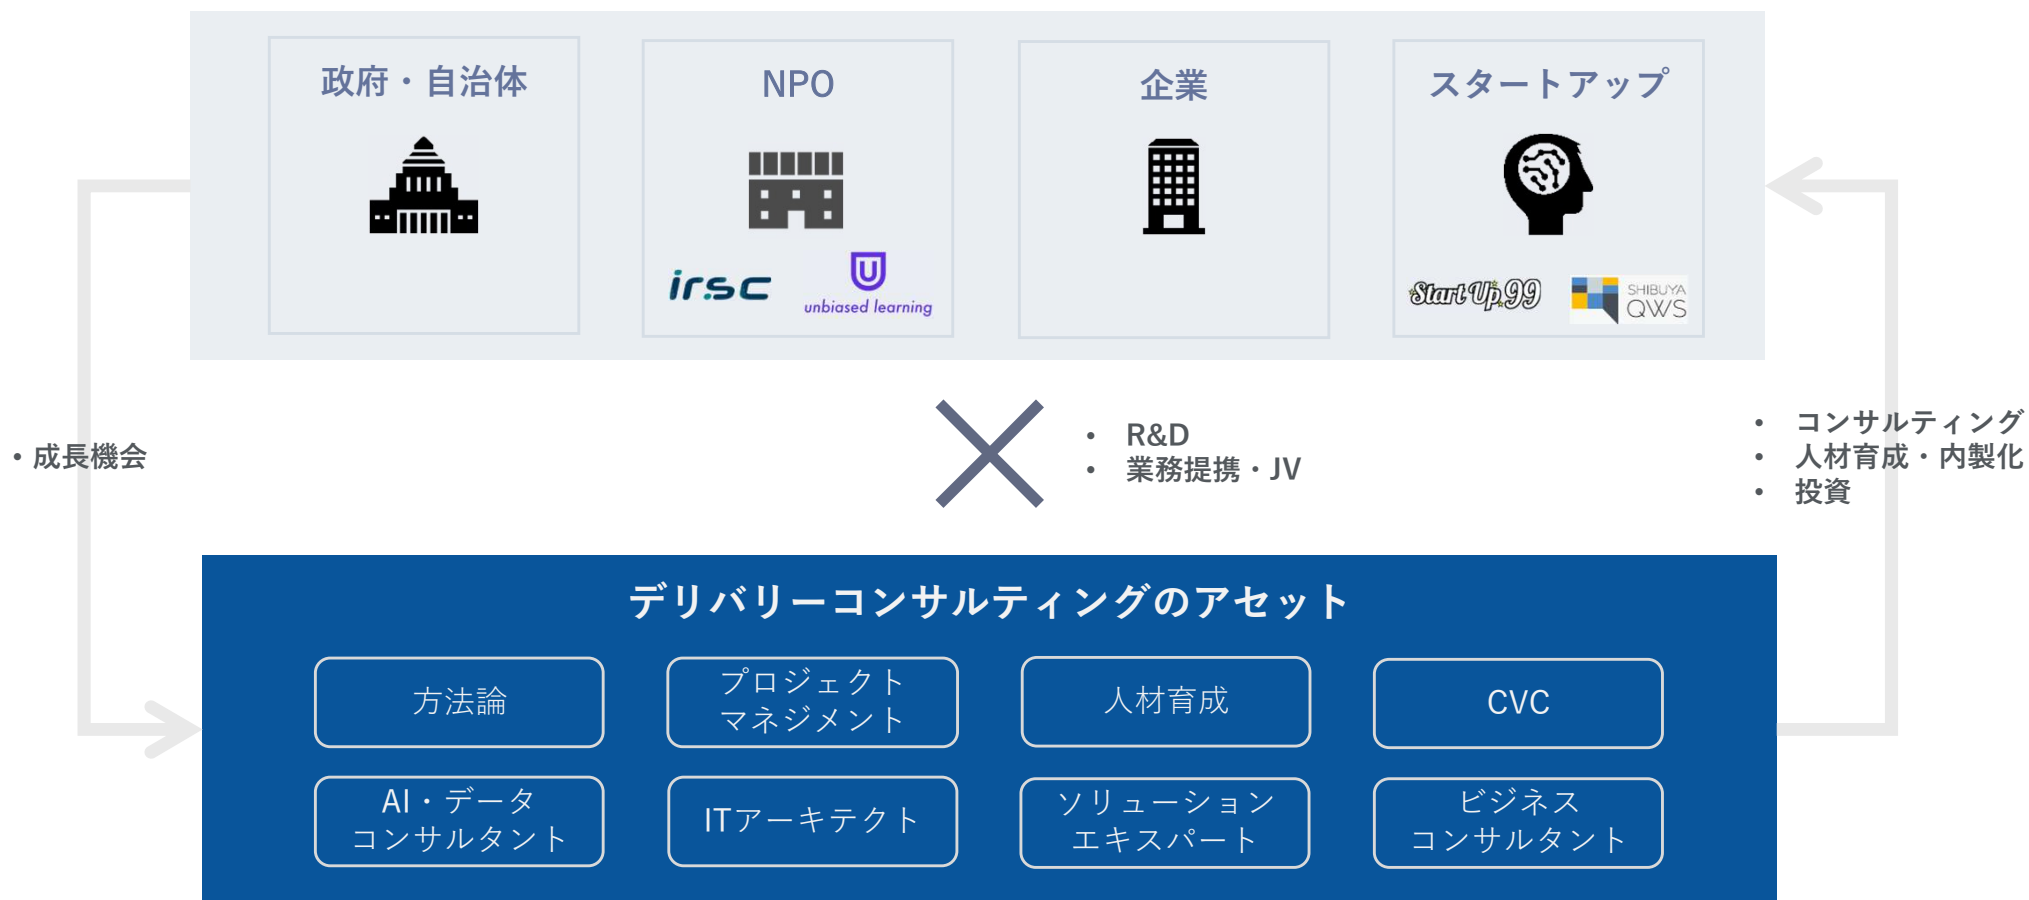 政府・自治体
NPO
企業
スタートアップ
irsc
unbiased learning
Start Up 99
SHIBUYA
QWS
・成長機会
• R&D
• 業務提携・JV
• コンサルティング
• 人材育成・内製化
• 投資
デリバリーコンサルティングのアセット
方法論
プロジェクト
マネジメント
人材育成
CVC
AI・データ
コンサルタント
ITアーキテクト
ソリューション
エキスパート
ビジネス
コンサルタント